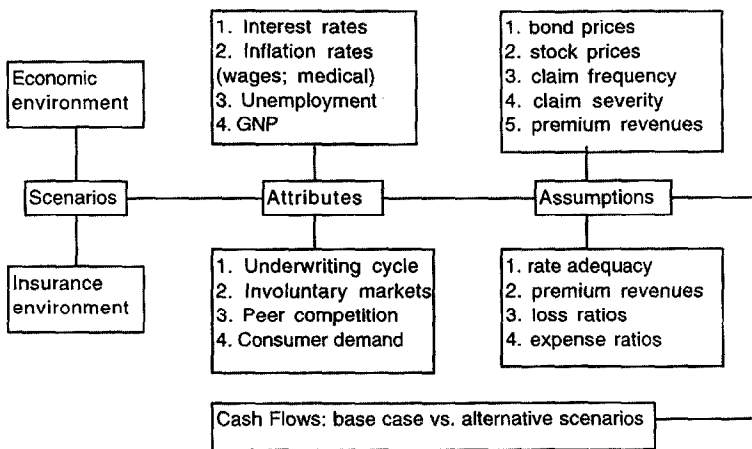 Economic
environment
1. Interest rates
2. Inflation rates
(wages; medical)
3. Unemployment
4. GNP
1. bond prices
2. stock prices
3. claim frequency
4. claim severity
5. premium revenues
Scenarios
Attributes
Assumptions
Insurance
environment
1. Underwriting cycle
2. Involuntary markets
3. Peer competition
4. Consumer demand
1. rate adequacy
2. premium revenues
3. loss ratios
4. expense ratios
Cash Flows: base case vs. alternative scenarios